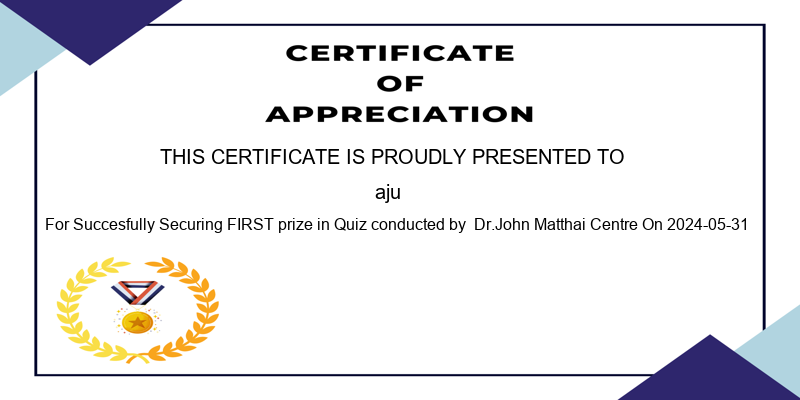 CERTIFICATE
OF
APPRECIATION
THIS CERTIFICATE IS PROUDLY PRESENTED TO
aju
For Succesfully Securing FIRST prize in Quiz conducted by  Dr.John Matthai Centre On 2024-05-31